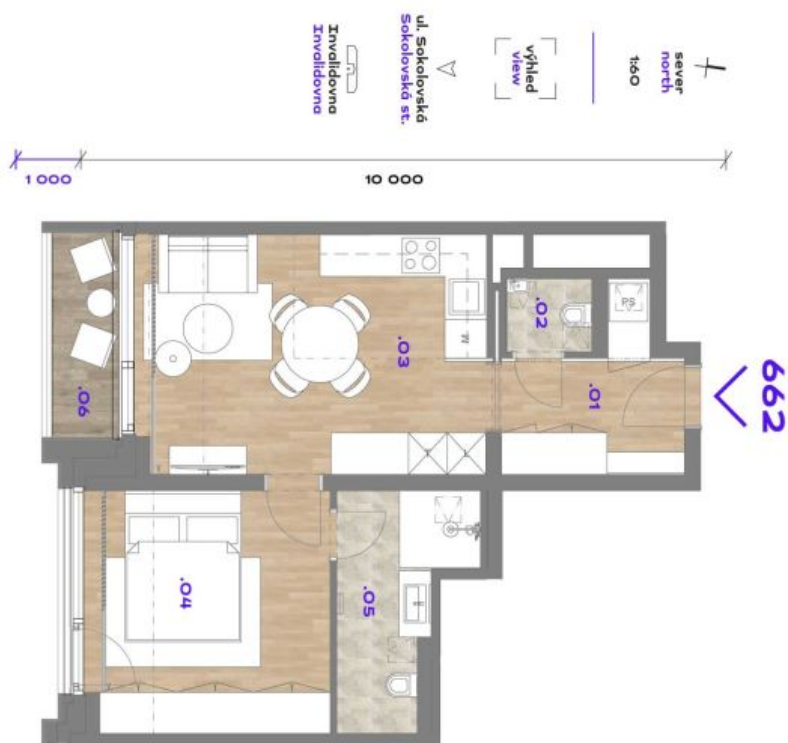 sever
north
1:60
výhled
view
ul. Sokolovská
Sokolovská st.
Invalidovna
Invalidovna
1 000
10 000
662
.01
.02
.03
.04
.05
.06
PS